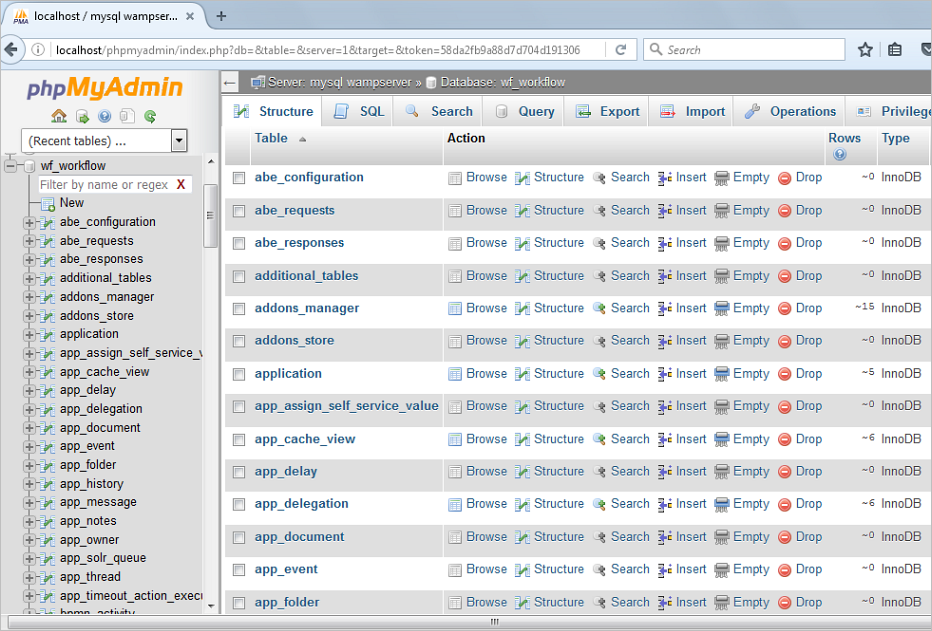 localhost / mysql wampser...
localhost/phpmyadmin/index.php?db=&table=&server=1&target=&token=58da2fb9a88d7d704d191306
Search
phpMyAdmin
(Recent tables) ...
wf_workflow
Filter by name or regex X
New
abe_configuration
abe_requests
abe_responses
additional_tables
addons_manager
addons_store
application
app_assign_self_service_v
app_cache_view
app_delay
app_delegation
app_document
app_event
app_folder
app_history
app_message
app_notes
app_owner
app_solr_queue
app_thread
app_timeout_action_execu
bpmn_activity
Server: mysql wampserver » Database: wf_workflow
Structure SQL Search Query Export Import Operations Privilege
Table Action Rows Type
abe_configuration Browse Structure Search Insert Empty Drop ~0 InnoDB
abe_requests Browse Structure Search Insert Empty Drop ~0 InnoDB
abe_responses Browse Structure Search Insert Empty Drop ~0 InnoDB
additional_tables Browse Structure Search Insert Empty Drop ~0 InnoDB
addons_manager Browse Structure Search Insert Empty Drop ~15 InnoDB
addons_store Browse Structure Search Insert Empty Drop ~0 InnoDB
application Browse Structure Search Insert Empty Drop ~5 InnoDB
app_assign_self_service_value Browse Structure Search Insert Empty Drop ~0 InnoDB
app_cache_view Browse Structure Search Insert Empty Drop ~6 InnoDB
app_delay Browse Structure Search Insert Empty Drop ~0 InnoDB
app_delegation Browse Structure Search Insert Empty Drop ~6 InnoDB
app_document Browse Structure Search Insert Empty Drop ~0 InnoDB
app_event Browse Structure Search Insert Empty Drop ~0 InnoDB
app_folder Browse Structure Search Insert Empty Drop ~0 InnoDB